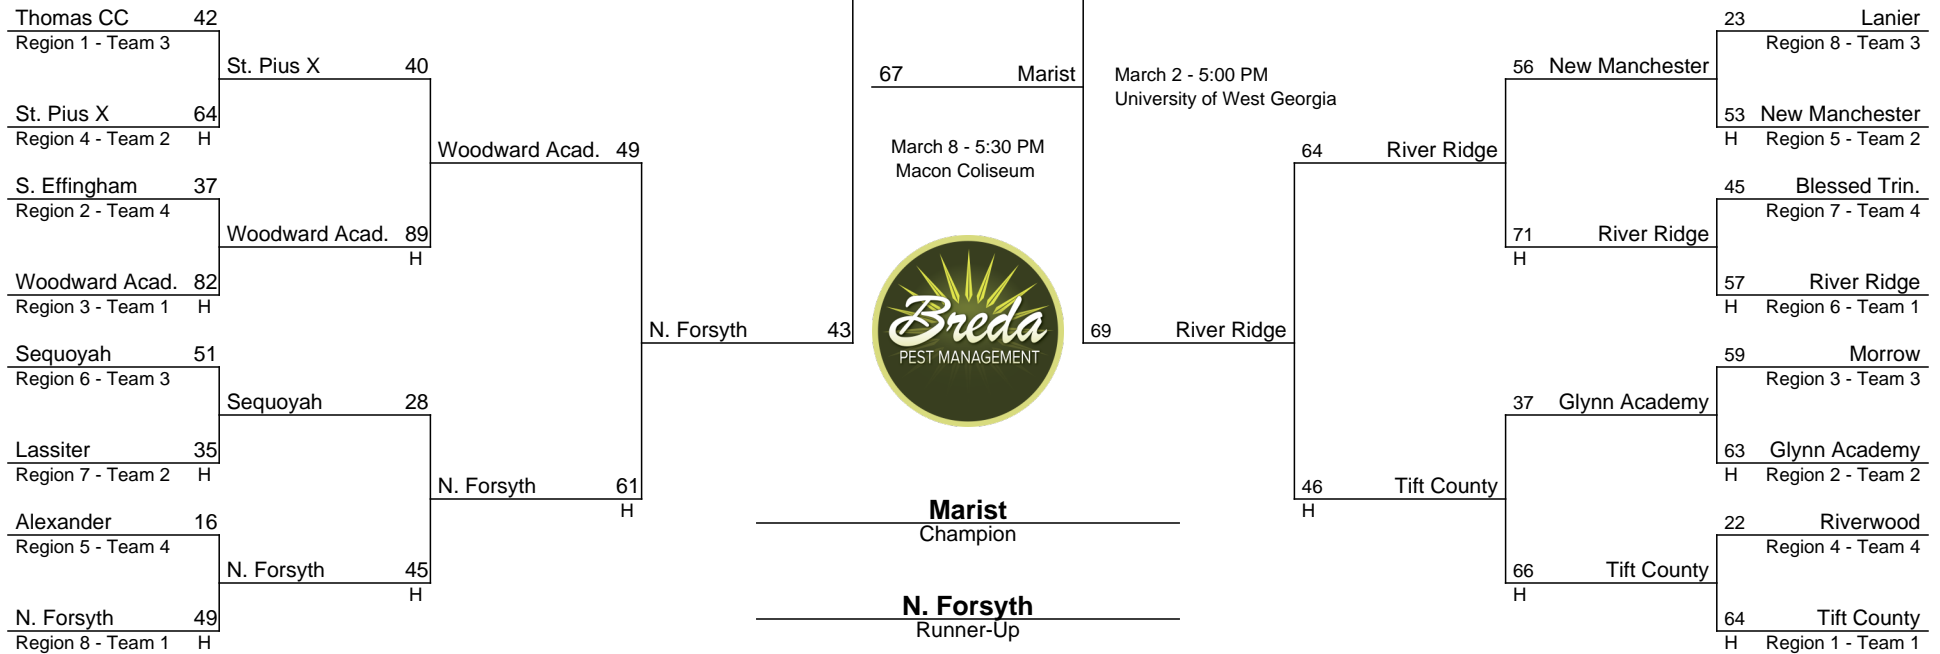 Thomas CC 42
Region 1 - Team 3
St. Pius X 40
St. Pius X 64
Region 4 - Team 2 H
Woodward Acad. 49
S. Effingham 37
Region 2 - Team 4
Woodward Acad. 89
H
Woodward Acad. 82
Region 3 - Team 1 H
N. Forsyth 43
Sequoyah 51
Region 6 - Team 3
Sequoyah 28
Lassiter 35
Region 7 - Team 2 H
N. Forsyth 61
H
Alexander 16
Region 5 - Team 4
N. Forsyth 45
H
N. Forsyth 49
Region 8 - Team 1 H
67 Marist
March 8 - 5:30 PM
Macon Coliseum
Breda
PEST MANAGEMENT
Marist
Champion
N. Forsyth
Runner-Up
March 2 - 5:00 PM
University of West Georgia
23 Lanier
Region 8 - Team 3
56 New Manchester
53 New Manchester
H Region 5 - Team 2
64 River Ridge
45 Blessed Trin.
Region 7 - Team 4
71 River Ridge
H
57 River Ridge
H Region 6 - Team 1
69 River Ridge
59 Morrow
Region 3 - Team 3
37 Glynn Academy
63 Glynn Academy
H Region 2 - Team 2
46 Tift County
H
22 Riverwood
Region 4 - Team 4
66 Tift County
H
64 Tift County
H Region 1 - Team 1